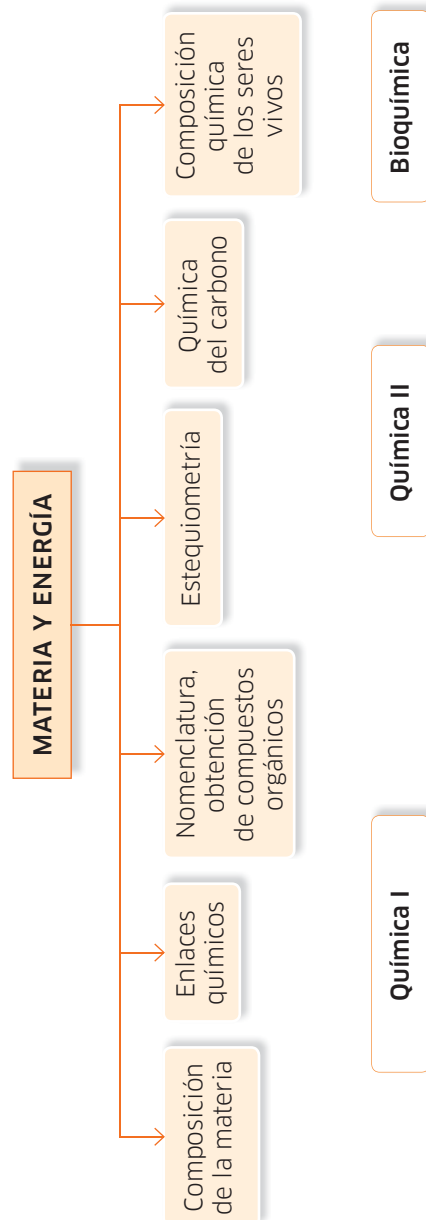 MATERIA Y ENERGÍA
Composición
de la materia
Enlaces
químicos
Nomenclatura,
obtención
de compuestos
orgánicos
Estequiometría
Química
del carbono
Composición
química
de los seres
vivos
Química I
Química II
Bioquímica